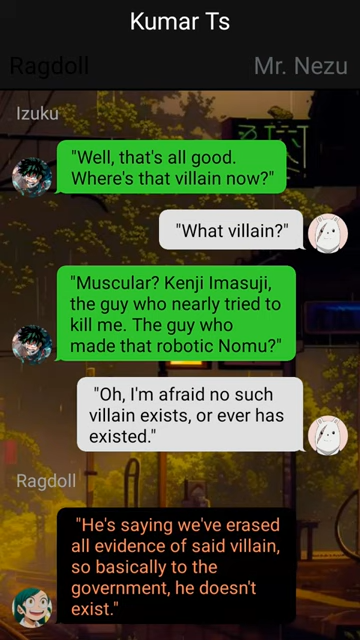 Kumar Ts
Ragdoll
Mr. Nezu
Izuku
"Well, that's all good.
Where's that villain now?"
"What villain?"
"Muscular? Kenji Imasuji,
the guy who nearly tried to
kill me. The guy who
made that robotic Nomu?"
"Oh, I'm afraid no such
villain exists, or ever has
existed."
Ragdoll
"He's saying we've erased
all evidence of said villain,
so basically to the
government, he doesn't
exist."